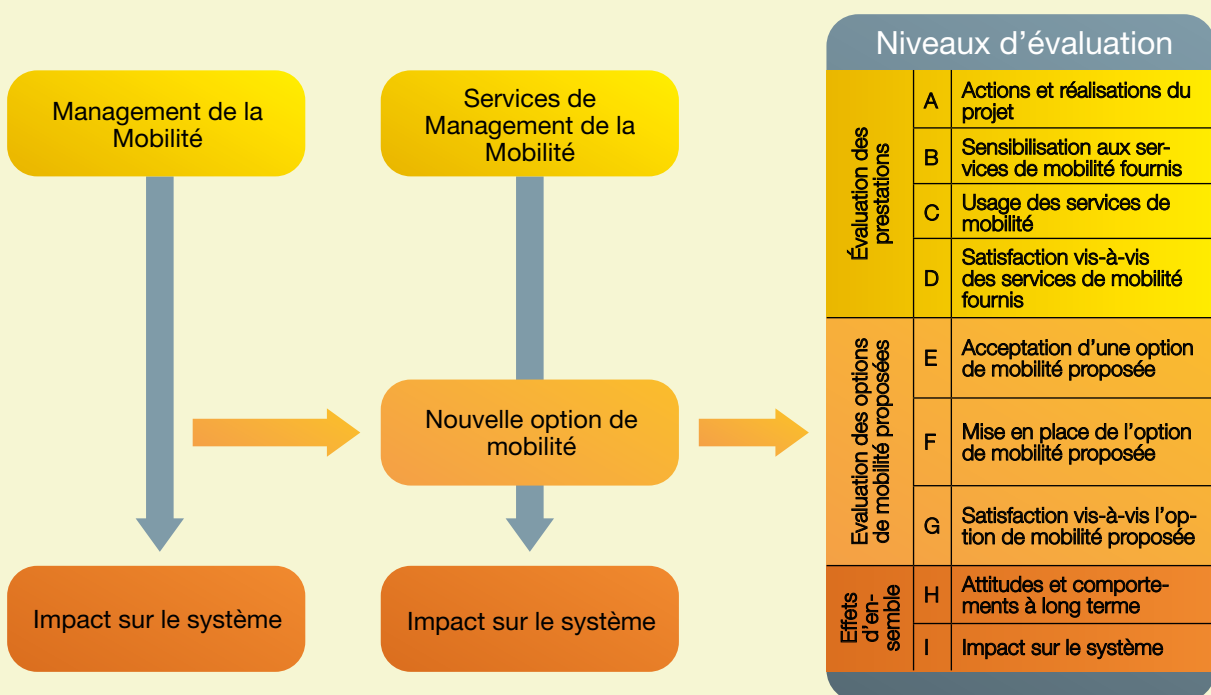 Management de la
Mobilité
Impact sur le système
Services de
Management de la
Mobilité
Nouvelle option de
mobilité
Impact sur le système
Niveaux d'évaluation
Évaluation des
prestations
A
Actions et réalisations du
projet
B
Sensibilisation aux ser-
vices de mobilité fournis
C
Usage des services de
mobilité
D
Satisfaction vis-à-vis
des services de mobilité
fournis
Evaluation des options
de mobilité proposées
E
Acceptation d'une option
de mobilité proposée
F
Mise en place de l'option
de mobilité proposée
G
Satisfaction vis-à-vis l'op-
tion de mobilité proposée
Effets
d'en-
semble
H
Attitudes et comporte-
ments à long terme
I
Impact sur le système